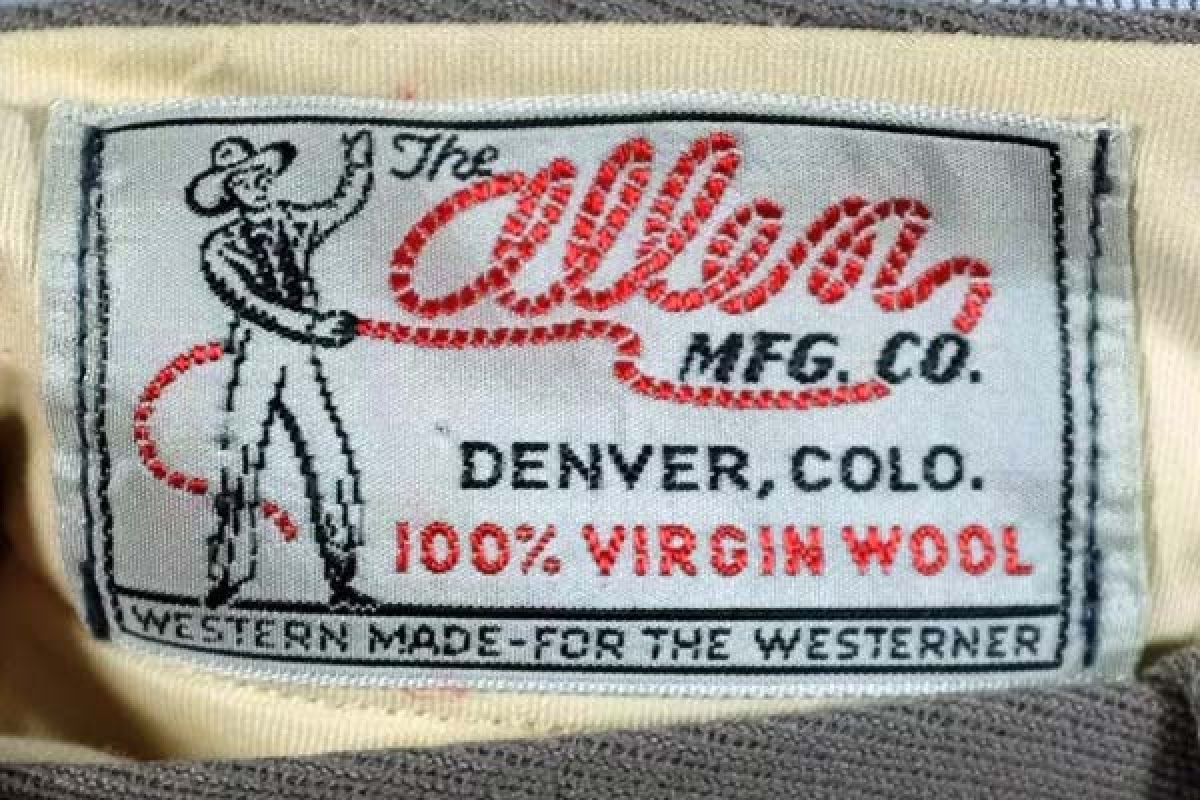 The Allen
MFG. CO.
DENVER, COLO.
100% VIRGIN WOOL
WESTERN MADE-FOR THE WESTERNER